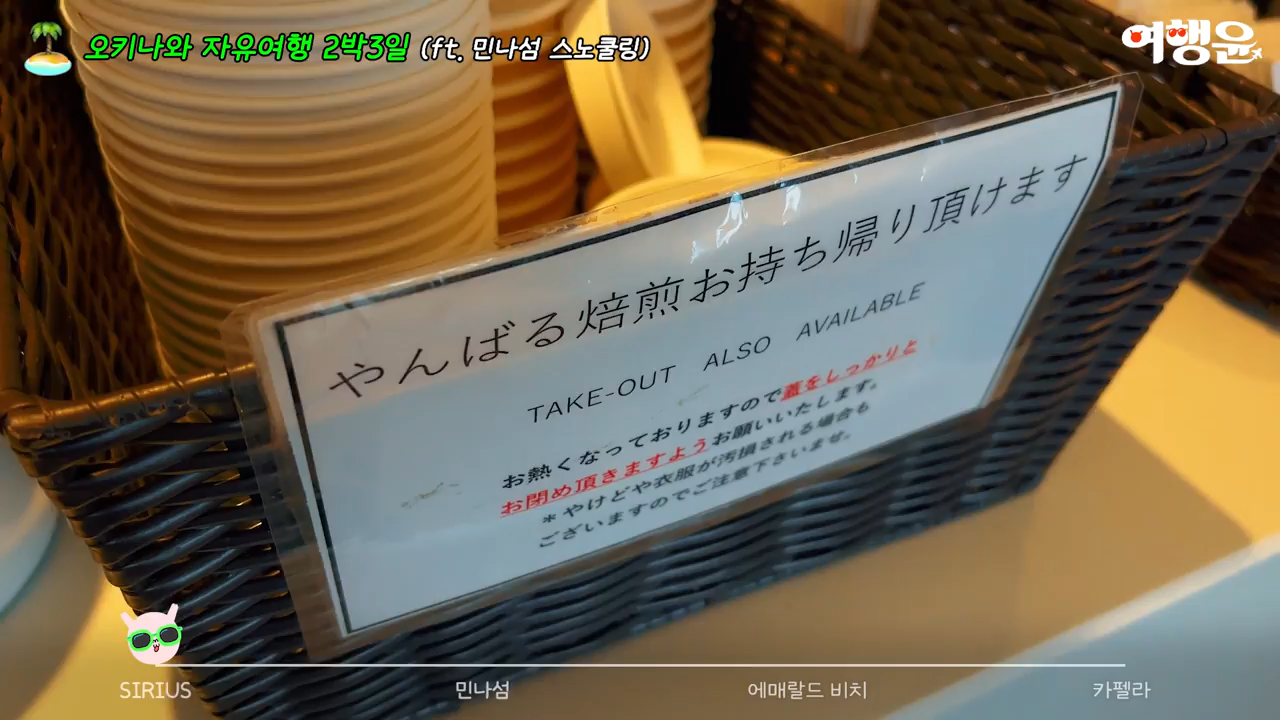 오키나와 자유여행 2박3일 (ft. 민나섬 스노쿨링)
여행윤
やんばる焙煎お持ち帰り頂けます
TAKE-OUT ALSO AVAILABLE
お熱くなっておりますので蓋をしっかりと
お閉め頂きますようお願いいたします。
＊やけどや衣服が汚損される場合も
ございますのでご注意下さいませ。
SIRIUS 민나섬 에매랄드 비치 카펠라